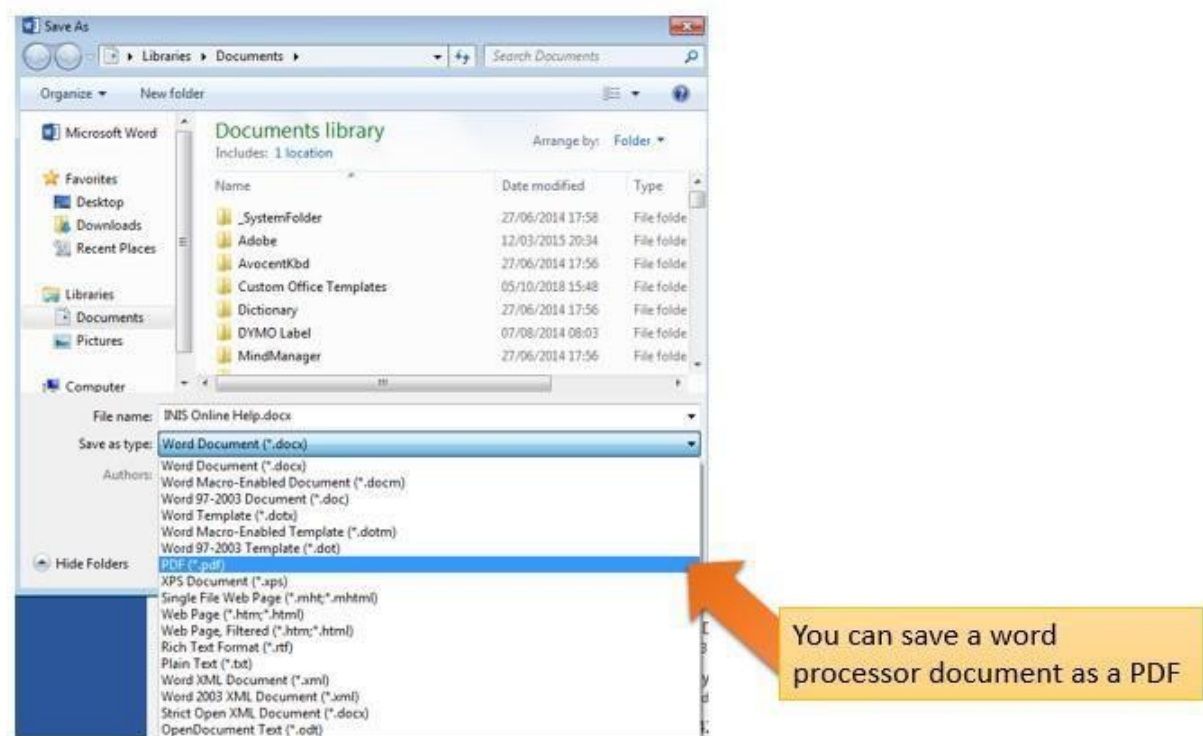 Save As
Libraries Documents Search Documents
Organize New folder
Microsoft Word
Favorites
Desktop
Downloads
Recent Places
Libraries
Documents
Pictures
Computer
Documents library
Includes: 1 location
Arrange by: Folder
Name Date modified Type
_SystemFolder 27/06/2014 17:58 File folde
Adobe 12/03/2015 20:34 File folde
AvocentKbd 27/06/2014 17:56 File folde
Custom Office Templates 05/10/2018 15:48 File folde
Dictionary 27/06/2014 17:56 File folde
DYMO Label 07/08/2014 08:03 File folde
MindManager 27/06/2014 17:56 File folde
File name: INIS Online Help.docx
Save as type: Word Document (*.docx)
Authors:
Word Document (*.docx)
Word Macro-Enabled Document (*.docm)
Word 97-2003 Document (*.doc)
Word Template (*.dotx)
Word Macro-Enabled Template (*.dotm)
Word 97-2003 Template (*.dot)
PDF (*.pdf)
XPS Document (*.xps)
Single File Web Page (*.mht;*.mhtml)
Web Page (*.htm;*.html)
Web Page, Filtered (*.htm;*.html)
Rich Text Format (*.rtf)
Plain Text (*.txt)
Word XML Document (*.xml)
Word 2003 XML Document (*.xml)
Strict Open XML Document (*.docx)
OpenDocument Text (*.odt)
Hide Folders
You can save a word
processor document as a PDF